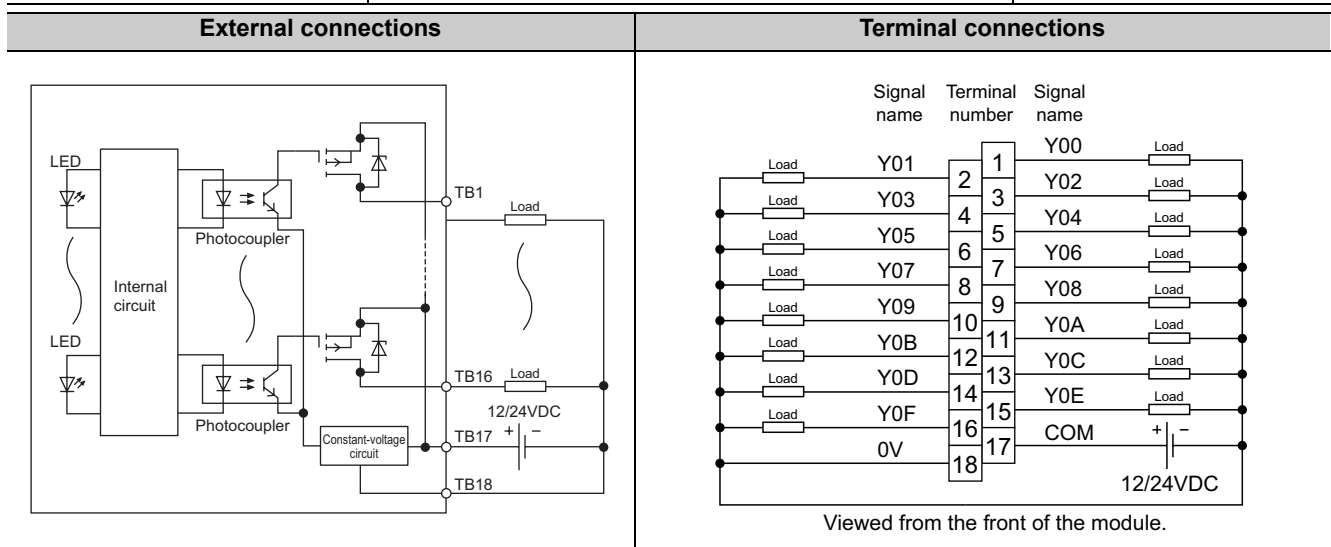 External connections
Terminal connections
LED
Photocoupler
Internal
circuit
LED
Photocoupler
Constant-voltage
circuit
TB1
Load
TB16
Load
12/24VDC
TB17
+ −
TB18
Signal
name
Terminal
number
Signal
name
1 Y00 Load
Load Y01 2
3 Y02 Load
Load Y03 4
5 Y04 Load
Load Y05 6
7 Y06 Load
Load Y07 8
9 Y08 Load
Load Y09 10
11 Y0A Load
Load Y0B 12
13 Y0C Load
Load Y0D 14
15 Y0E Load
Load Y0F 16
17 COM + −
0V 18
12/24VDC
Viewed from the front of the module.